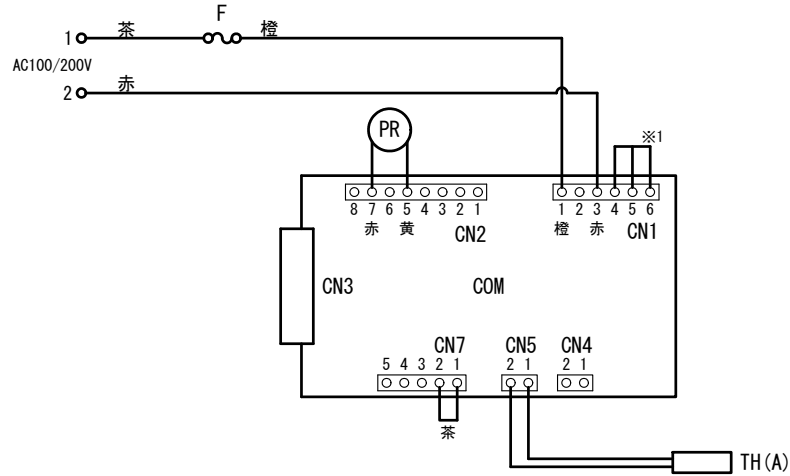 F
1 茶 橙
AC100/200V
2 赤
PR
※1
8 7 6 5 4 3 2 1
1 2 3 4 5 6
赤 黄
橙 赤
CN2
CN1
CN3
COM
CN7
CN5
CN4
5 4 3 2 1
2 1
2 1
茶
TH(A)